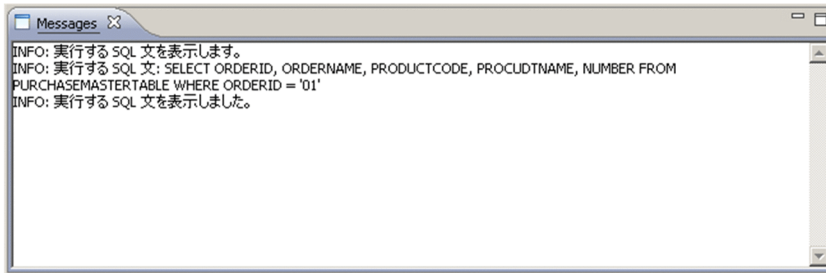 Messages
INFO: 実行する SQL 文を表示します。
INFO: 実行する SQL 文: SELECT ORDERID, ORDERNAME, PRODUCTCODE, PROCUDTNAME, NUMBER FROM
PURCHASEMASTERTABLE WHERE ORDERID = '01'
INFO: 実行する SQL 文を表示しました。